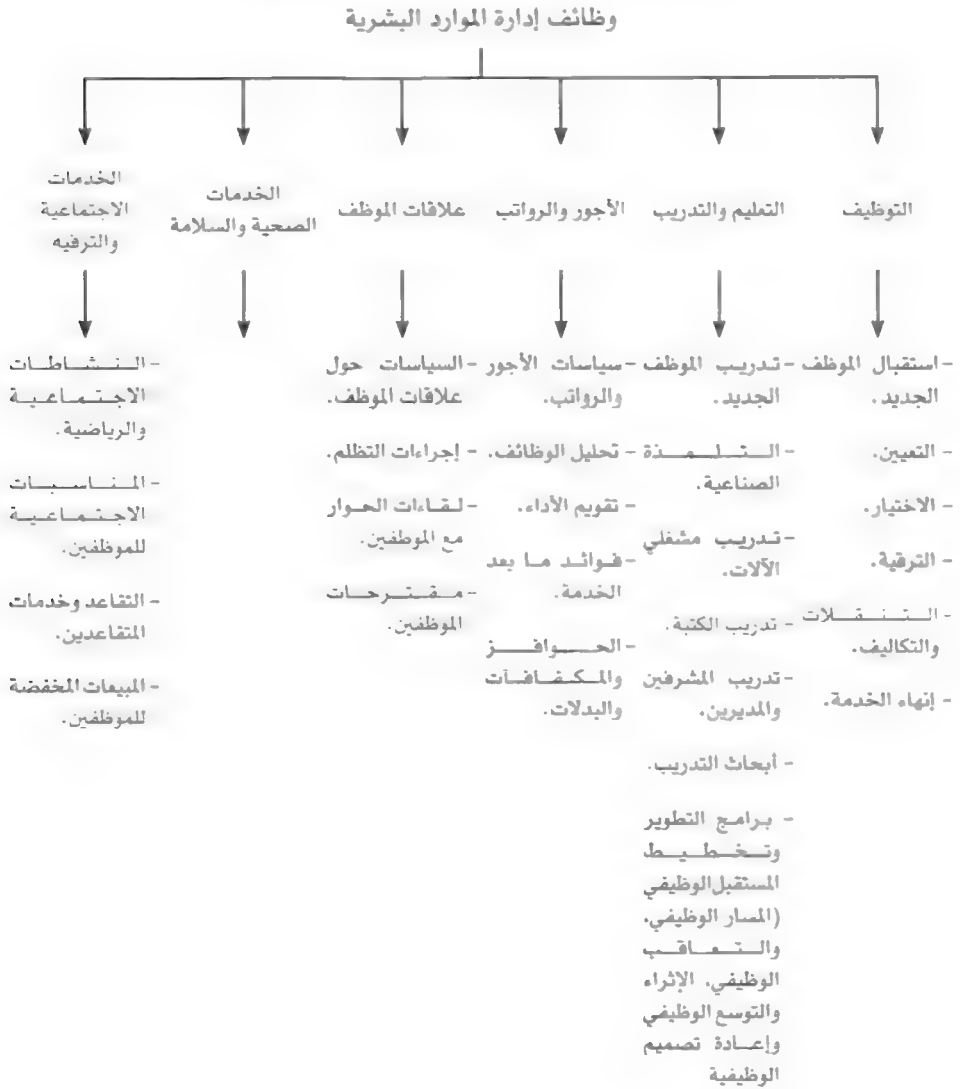 وظائف إدارة الموارد البشرية
التوظيف
التعليم والتدريب
الأجور والرواتب
علاقات الموظف
الخدمات
الصحية والسلامة
الخدمات
الاجتماعية
والترفيه
- استقبال الموظف
الجديد.
- التعيين.
- الاختيار.
- الترقية.
- التنقلات
والتكاليف.
- إنهاء الخدمة.
- تدريب الموظف
الجديد.
- التلمذة
الصناعية.
- تدريب مشغلي
الآلات.
- تدريب الكتبة.
- تدريب المشرفين
والمديرين.
- أبحاث التدريب.
- برامج التطوير
وتخطيط
المستقبل الوظيفي
(المسار الوظيفي،
والتعاقب
الوظيفي، الإثراء
والتوسع الوظيفي
وإعادة تصميم
الوظيفية
- سياسات الأجور
والرواتب.
- تحليل الوظائف.
- تقويم الأداء.
- فوائد ما بعد
الخدمة.
- الحوافز
والمكفافآت
والبدلات.
- السياسات حول
علاقات الموظف.
- إجراءات التظلم.
- لقاءات الحوار
مع الموظفين.
- مقترحات
الموظفين.
- النشاطات
الاجتماعية
والرياضية.
- المناسبات
الاجتماعية
للموظفين.
- التقاعد وخدمات
المتقاعدين.
- المبيعات المخفضة
للموظفين.